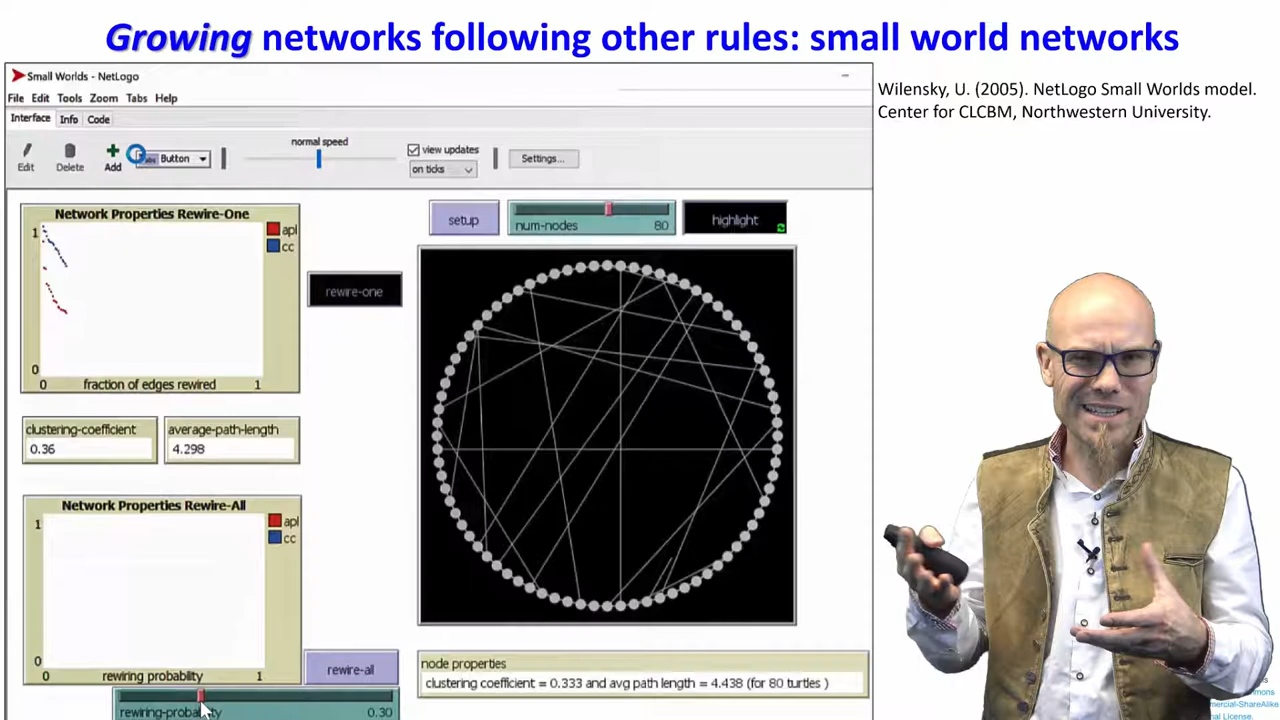 Growing networks following other rules: small world networks
Small Worlds - NetLogo
Wilensky, U. (2005). NetLogo Small Worlds model.
Center for CLCBM, Northwestern University.
File Edit Tools Zoom Tabs Help
Interface Info Code
normal speed
view updates
Button
on ticks
Settings...
Edit Delete Add
Network Properties Rewire-One
1
apl
cc
0
0 fraction of edges rewired 1
setup
num-nodes 80
highlight
rewire-one
clustering-coefficient
0.36
average-path-length
4.298
Network Properties Rewire-All
1
apl
cc
0
0 rewiring probability 1
rewire-all
rewiring-probability 0.30
node properties
clustering coefficient = 0.333 and avg path length = 4.438 (for 80 turtles )